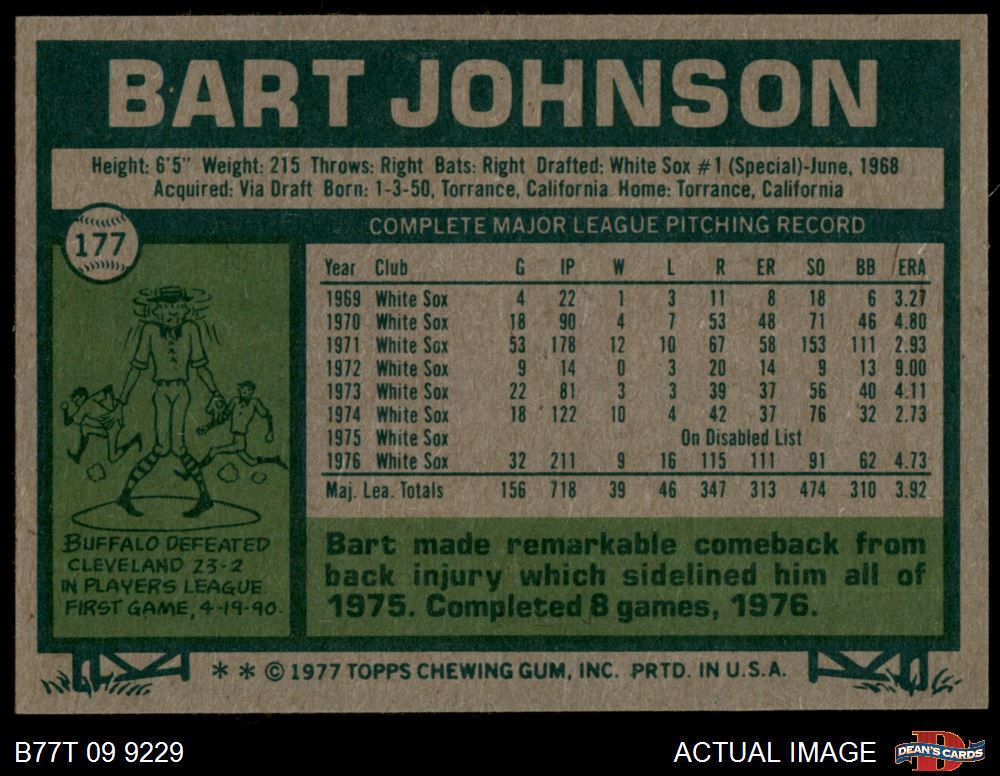 BART JOHNSON
Height: 6'5" Weight: 215 Throws: Right Bats: Right Drafted: White Sox #1 (Special)-June, 1968
Acquired: Via Draft Born: 1-3-50, Torrance, California Home: Torrance, California
177
COMPLETE MAJOR LEAGUE PITCHING RECORD
Year Club G IP W L R ER SO BB ERA
1969 White Sox 4 22 1 3 11 8 18 6 3.27
1970 White Sox 18 90 4 7 53 48 71 46 4.80
1971 White Sox 53 178 12 10 67 58 153 111 2.93
1972 White Sox 9 14 0 3 20 14 9 13 9.00
1973 White Sox 22 81 3 3 39 37 56 40 4.11
1974 White Sox 18 122 10 4 42 37 76 32 2.73
1975 White Sox On Disabled List
1976 White Sox 32 211 9 16 115 111 91 62 4.73
Maj. Lea. Totals 156 718 39 46 347 313 474 310 3.92
BUFFALO DEFEATED
CLEVELAND 23-2
IN PLAYERS LEAGUE
FIRST GAME, 4-19-90.
Bart made remarkable comeback from
back injury which sidelined him all of
1975. Completed 8 games, 1976.
* * © 1977 TOPPS CHEWING GUM, INC. PRTD. IN U.S.A.
B77T 09 9229
ACTUAL IMAGE
D
DEAN'S CARDS